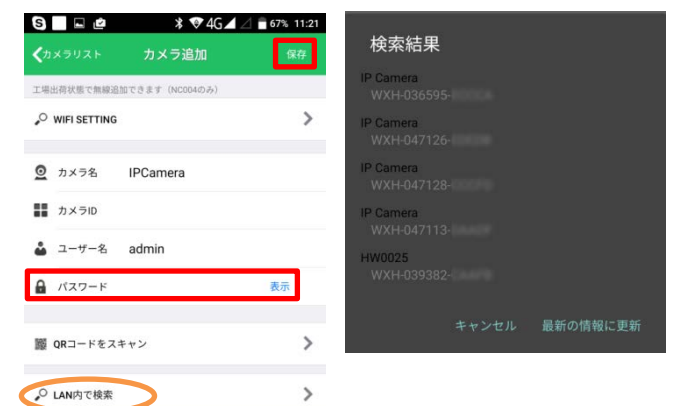 67% 11:21
4G
カメラリスト
カメラ追加
保存
工場出荷状態で無線追加できます（NC004のみ）
WIFI SETTING
カメラ名 IPCamera
カメラID
ユーザー名 admin
パスワード 表示
QRコードをスキャン
LAN内で検索
検索結果
IP Camera
WXH-036595-
IP Camera
WXH-047126-
IP Camera
WXH-047128-
IP Camera
WXH-047113-
HW0025
WXH-039382-
キャンセル 最新の情報に更新